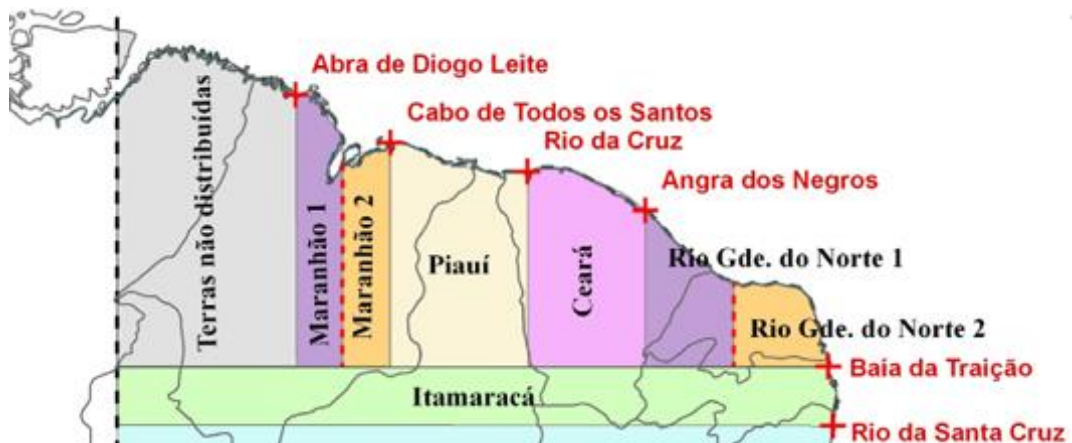 Abra de Diogo Leite
Cabo de Todos os Santos
Rio da Cruz
Angra dos Negros
Terras não distribuídas
Maranhão 1
Maranhão 2
Piauí
Ceará
Rio Gde. do Norte 1
Rio Gde. do Norte 2
Baía da Traição
Itamaracá
Rio da Santa Cruz